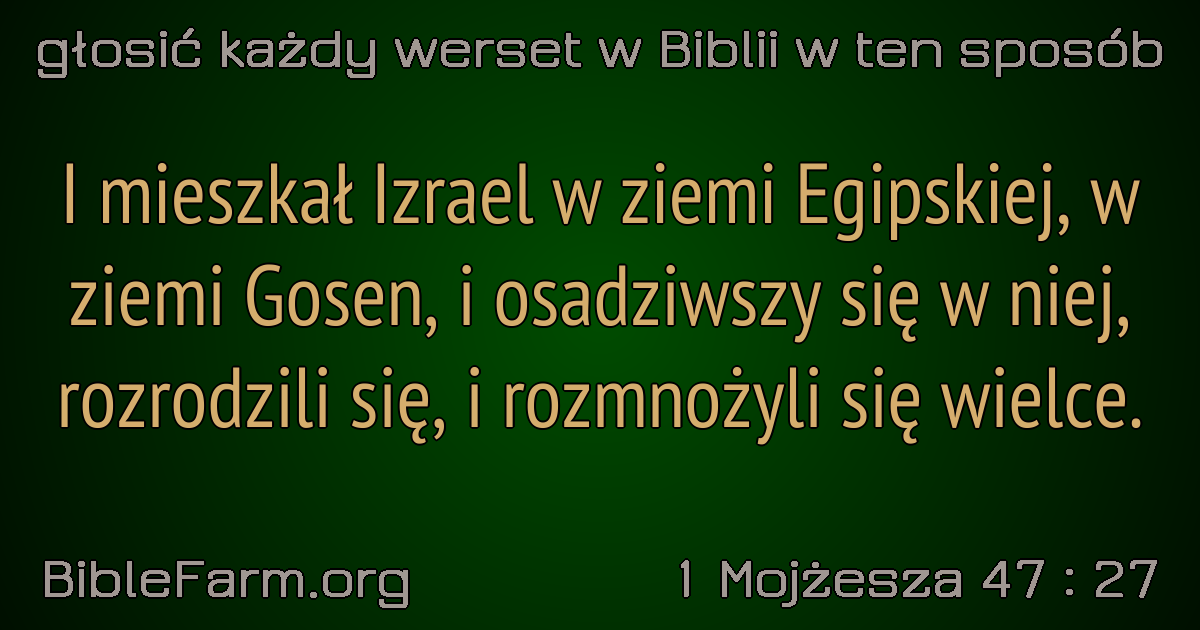 głosić każdy werset w Biblii w ten sposób
I mieszkał Izrael w ziemi Egipskiej, w
ziemi Gosen, i osadziwszy się w niej,
rozrodzili się, i rozmnożyli się wielce.
BibleFarm.org
1 Mojżesza 47 : 27